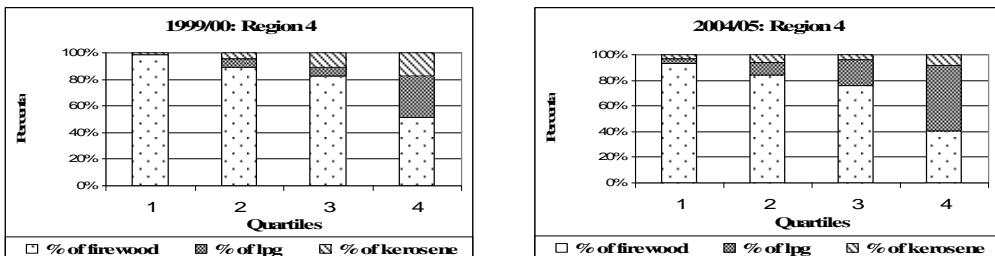 1999/00: Region 4
100%
80%
60%
40%
20%
0%
Percenta
1 2 3 4
Quartiles
% of firewood % of lpg % of kerosene
2004/05: Region 4
100%
80%
60%
40%
20%
0%
Percenta
1 2 3 4
Quartiles
% of firewood % of lpg % of kerosene